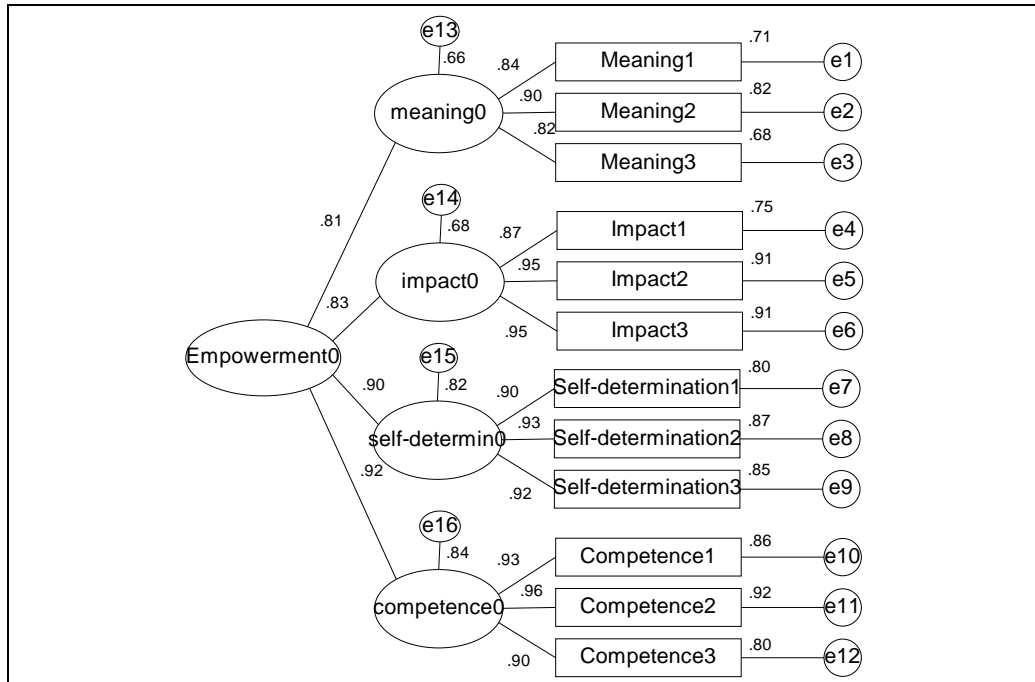 e13
.66
.84
Meaning1
.71
e1
meaning0
.90
Meaning2
.82
e2
.82
Meaning3
.68
e3
.81
e14
.68
.87
Impact1
.75
e4
impact0
.95
Impact2
.91
e5
.95
Impact3
.91
e6
.83
Empowerment0
e15
.82
.90
.90
Self-determination1
.80
e7
self-determin0
.93
Self-determination2
.87
e8
.92
Self-determination3
.85
e9
.92
e16
.84
.93
Competence1
.86
e10
competence0
.96
Competence2
.92
e11
.90
Competence3
.80
e12